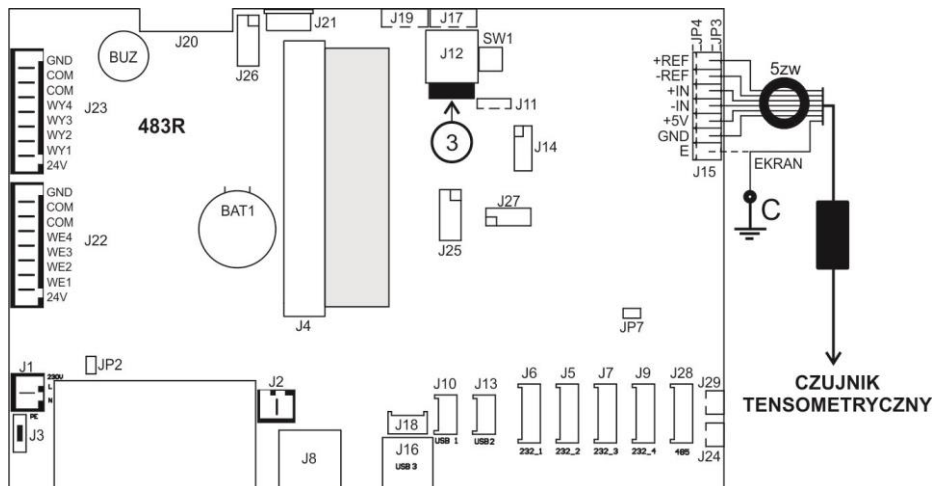 J19
J17
J21
J20
J26
BUZ
J12
SW1
JP4
JP3
+REF
-REF
+IN
-IN
+5V
GND
E
5zw
J15
EKRAN
C
GND
COM
COM
WY4
WY3
WY2
WY1
24V
J23
483R
3
J11
J14
GND
COM
COM
WE4
WE3
WE2
WE1
24V
J22
BAT1
J25
J27
J4
JP7
J1
230V
L
N
PE
J3
JP2
J2
J8
J10
USB 1
J13
USB2
J18
J16
USB 3
J6
232_1
J5
232_2
J7
232_3
J9
232_4
J28
485
J29
J24
CZUJNIK
TENSOMETRYCZNY